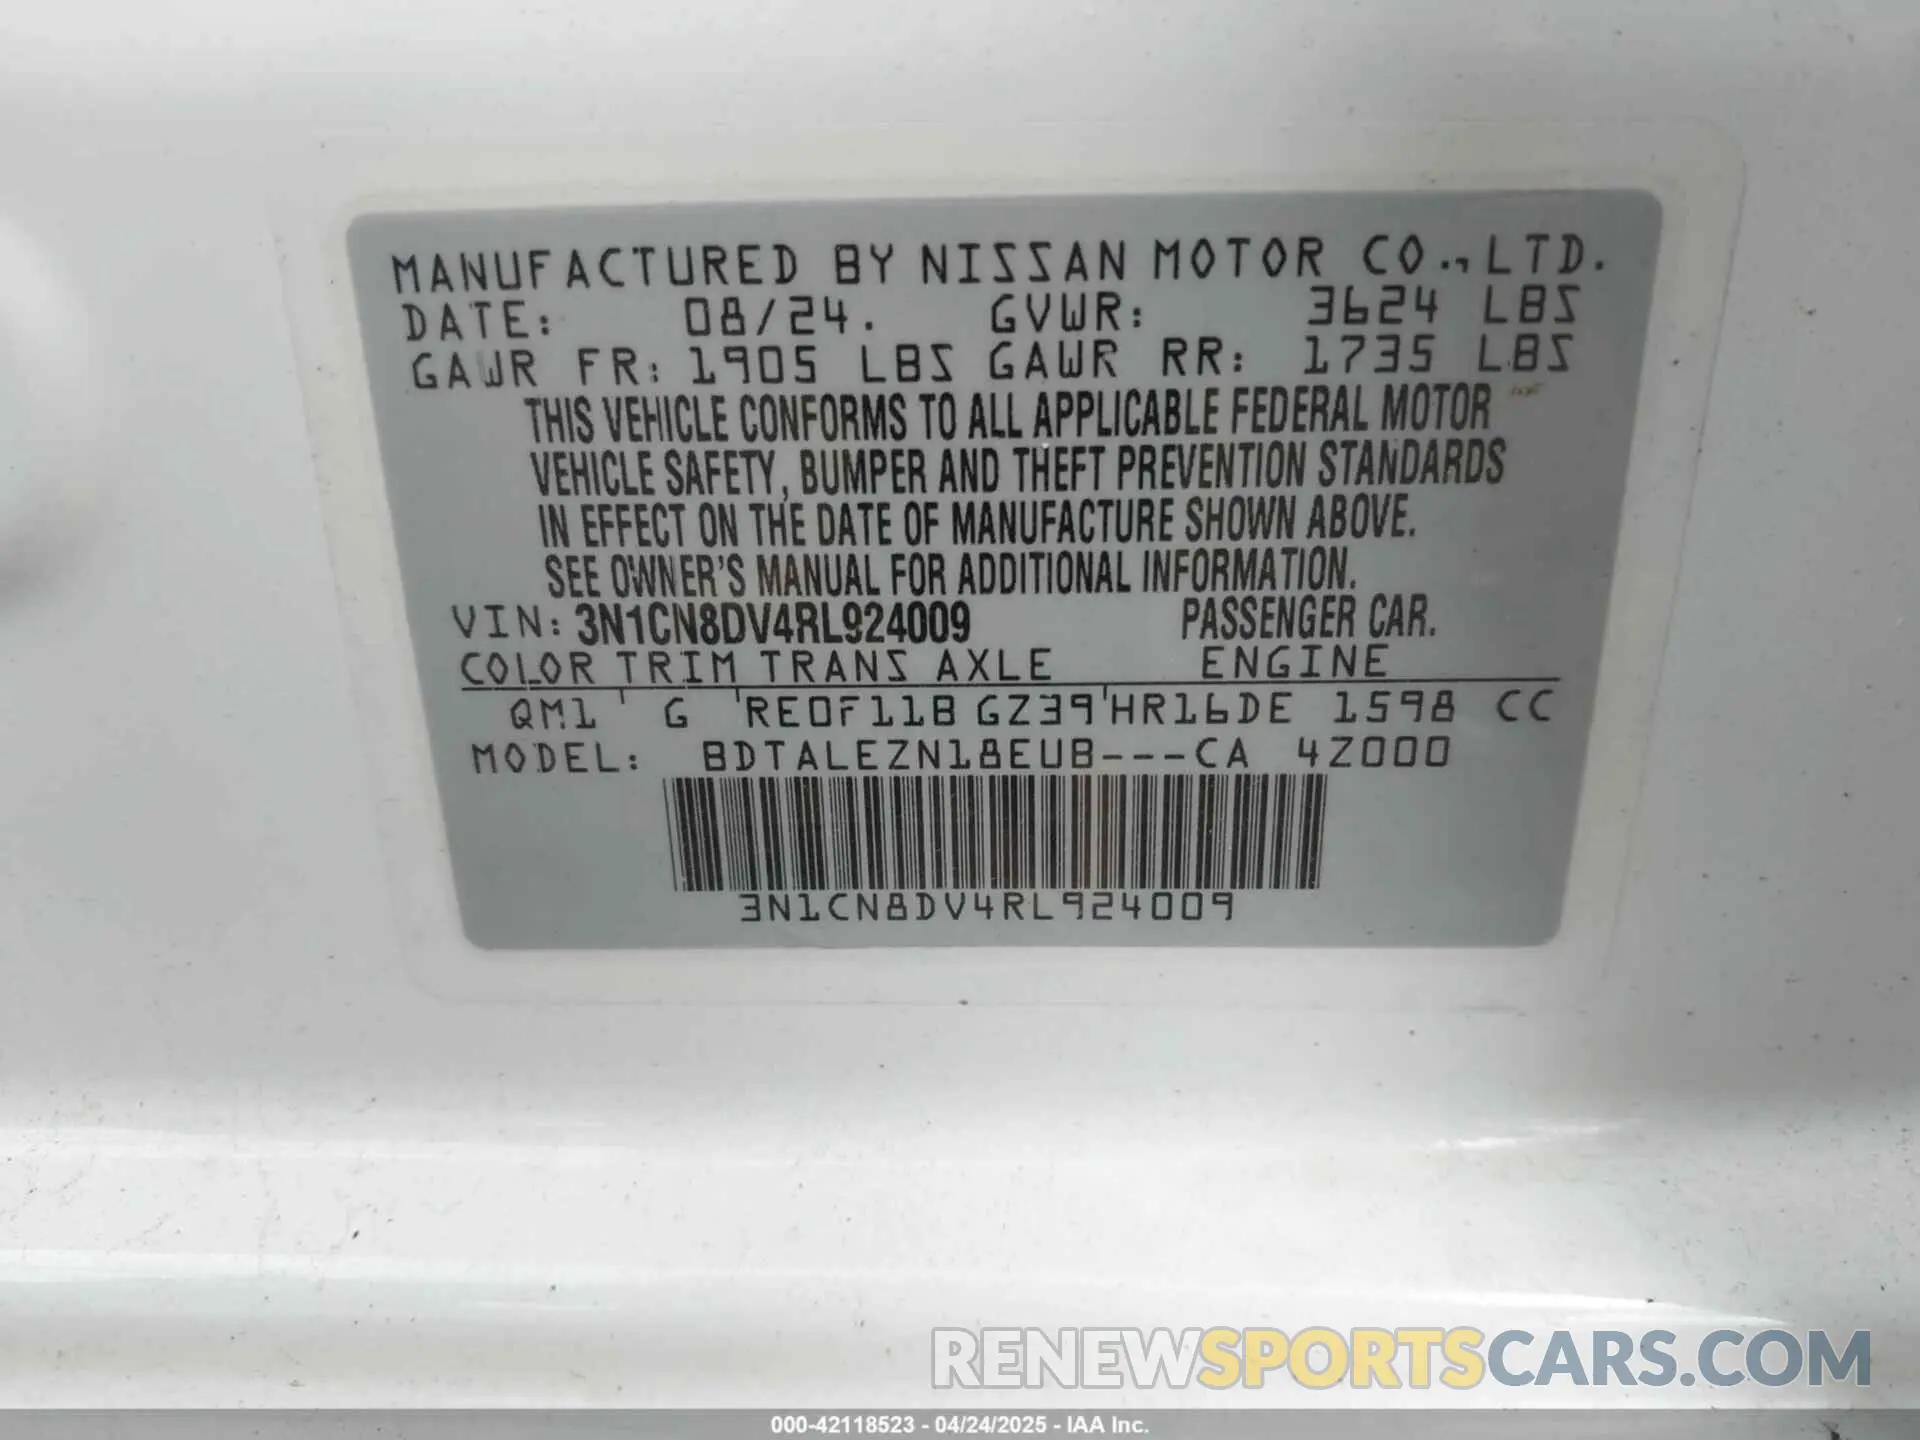 MANUFACTURED BY NISSAN MOTOR CO., LTD.
DATE: 08/24. GVWR: 3624 LBS
GAWR FR: 1905 LBS GAWR RR: 1735 LBS
THIS VEHICLE CONFORMS TO ALL APPLICABLE FEDERAL MOTOR
VEHICLE SAFETY, BUMPER AND THEFT PREVENTION STANDARDS
IN EFFECT ON THE DATE OF MANUFACTURE SHOWN ABOVE.
SEE OWNER'S MANUAL FOR ADDITIONAL INFORMATION.
VIN: 3N1CN8DV4RL924009 PASSENGER CAR.
COLOR TRIM TRANS AXLE ENGINE
QM1 G RE0F11B GZ39 HR16DE 1598 CC
MODEL: BDTALEZN18EUB---CA 4Z000
3N1CN8DV4RL924009
RENEWSPORTSCARS.COM
000-42118523 - 04/24/2025 - IAA Inc.